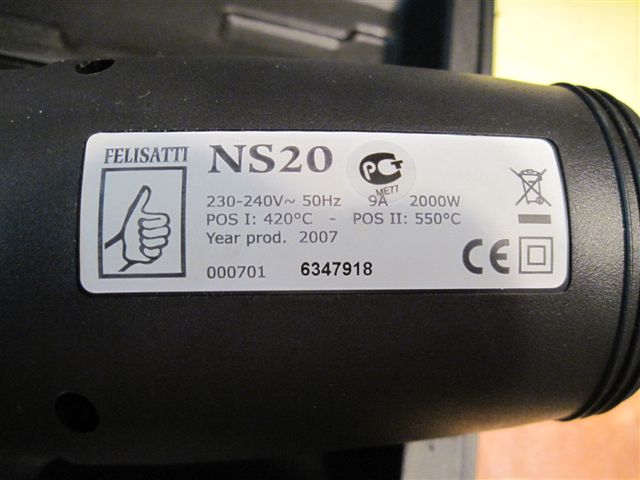 FELISATTI
NS20
РСТ
ME77
230-240V~ 50Hz 9A 2000W
POS I: 420°C - POS II: 550°C
Year prod. 2007
000701 6347918
CE